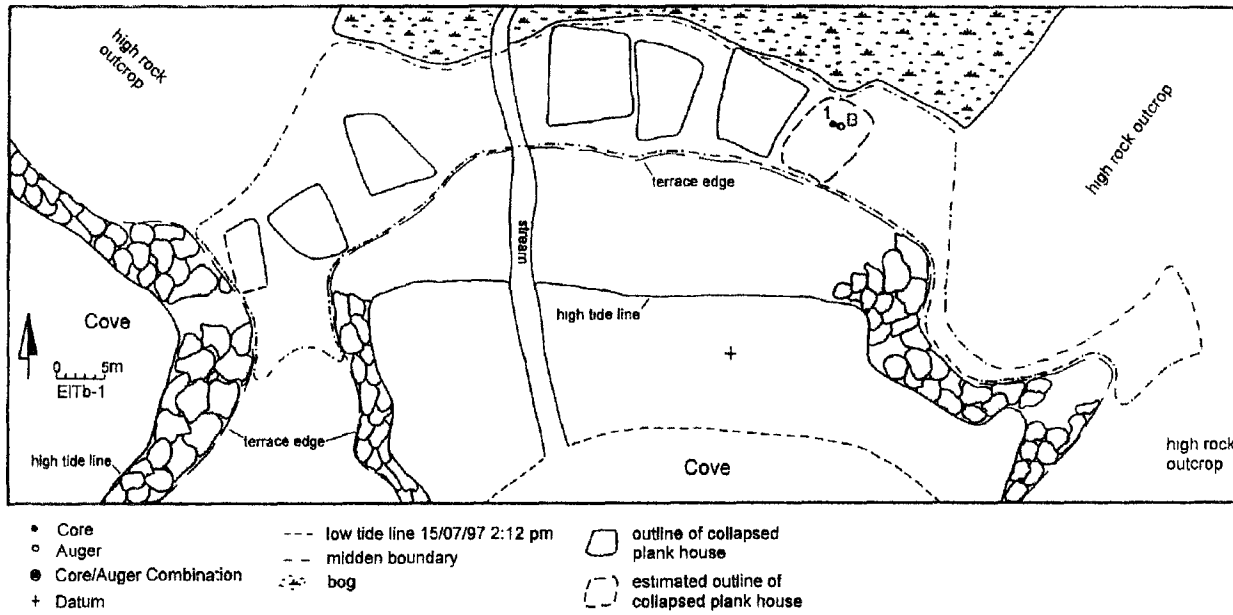 high rock
outcrop
1 B
high rock outcrop
terrace edge
stream
Cove
high tide line
0 5m
ElTb-1
terrace edge
high tide line
Cove
high rock
outcrop
Core
Auger
Core/Auger Combination
+ Datum
low tide line 15/07/97 2:12 pm
midden boundary
bog
outline of collapsed
plank house
estimated outline of
collapsed plank house